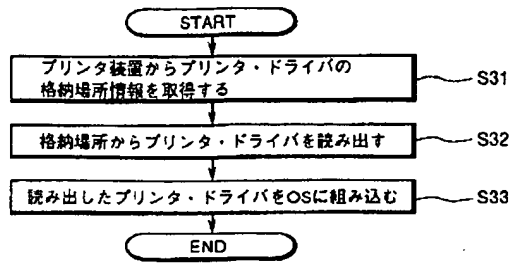 START
プリンタ装置からプリンタ・ドライバの
格納場所情報を取得する
S31
格納場所からプリンタ・ドライバを読み出す
S32
読み出したプリンタ・ドライバをOSに組み込む
S33
END